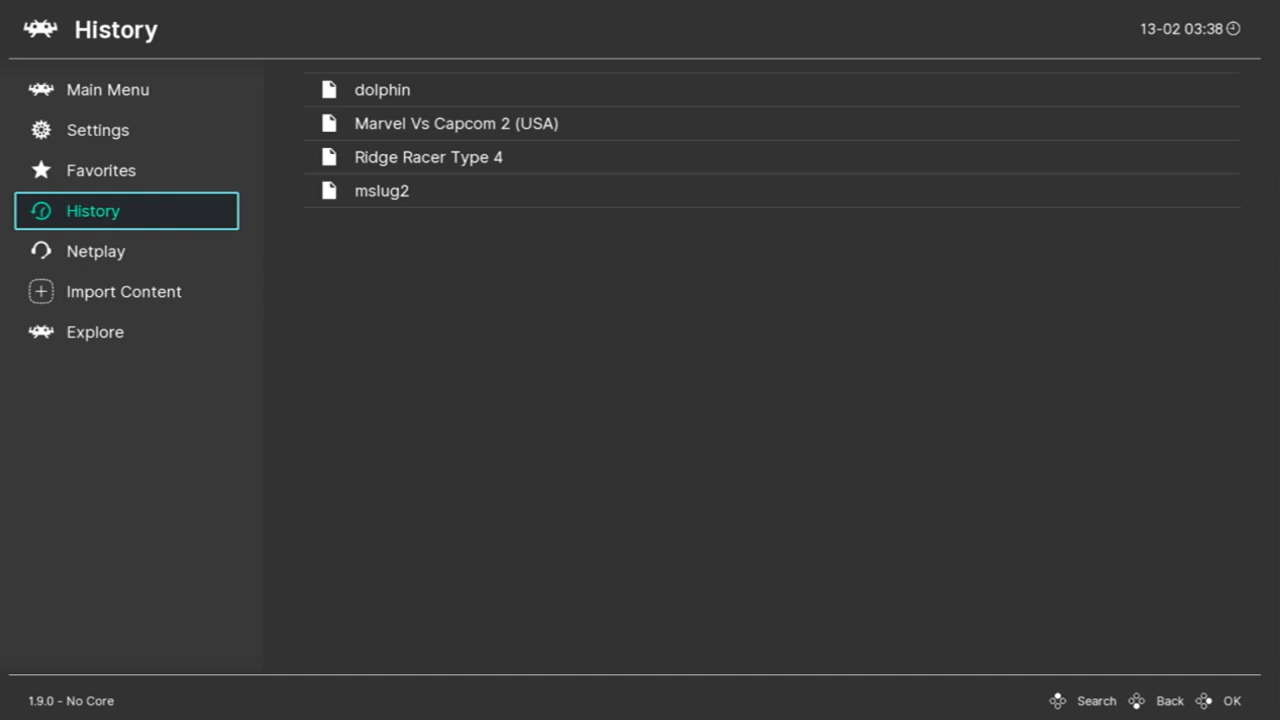 History
13-02 03:38
Main Menu
Settings
Favorites
History
Netplay
Import Content
Explore
dolphin
Marvel Vs Capcom 2 (USA)
Ridge Racer Type 4
mslug2
1.9.0 - No Core
Search Back OK